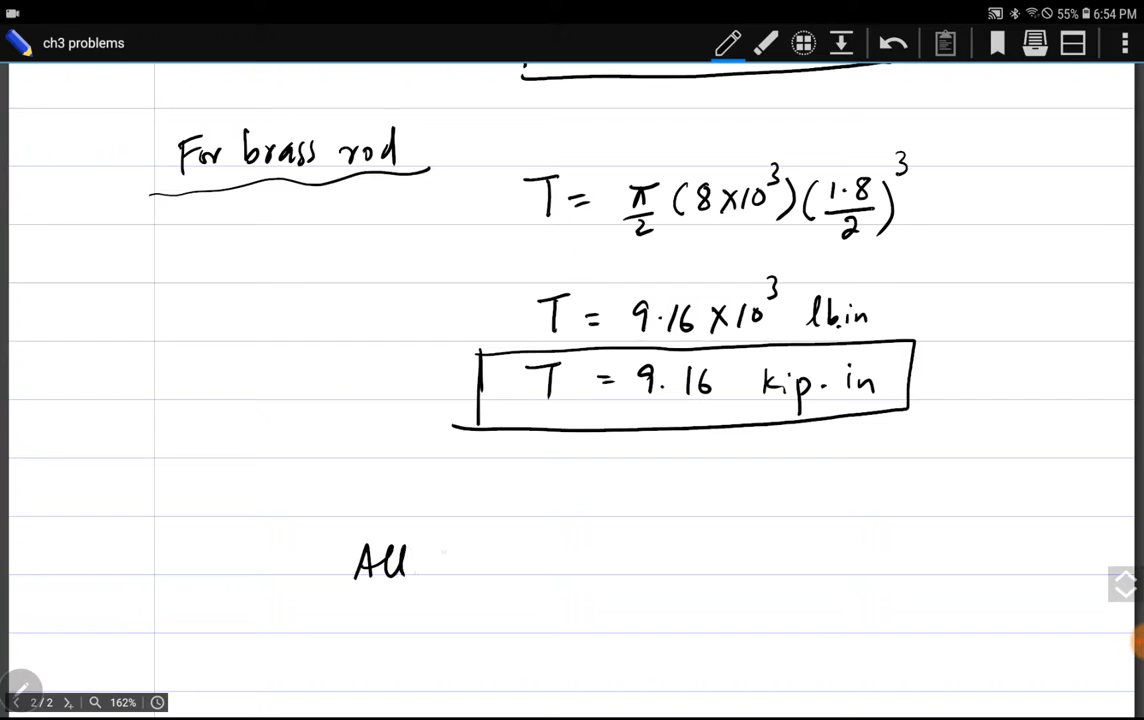 55% 6:54 PM
ch3 problems
For brass rod
T = π/2 (8×10³)(1.8/2)³
T = 9.16 ×10³ lb.in
T = 9.16 kip.in
All
2/2 162%